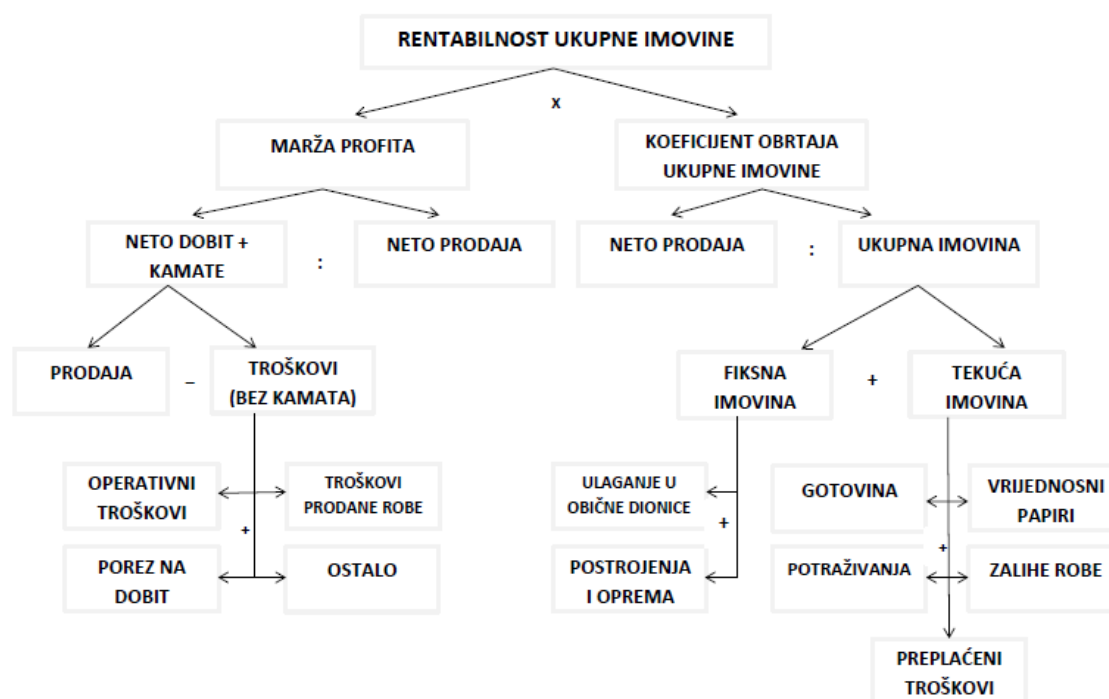 RENTABILNOST UKUPNE IMOVINE
x
MARŽA PROFITA
KOEFICIJENT OBRTAJA
UKUPNE IMOVINE
NETO DOBIT +
KAMATE
:
NETO PRODAJA
NETO PRODAJA
:
UKUPNA IMOVINA
PRODAJA
–
TROŠKOVI
(BEZ KAMATA)
FIKSNA
IMOVINA
+
TEKUĆA
IMOVINA
OPERATIVNI
TROŠKOVI
TROŠKOVI
PRODANE ROBE
+
POREZ NA
DOBIT
OSTALO
ULAGANJE U
OBIČNE DIONICE
+
POSTROJENJA
I OPREMA
GOTOVINA
VRIJEDNOSNI
PAPIRI
+
POTRAŽIVANJA
ZALIHE ROBE
PREPLAĆENI
TROŠKOVI